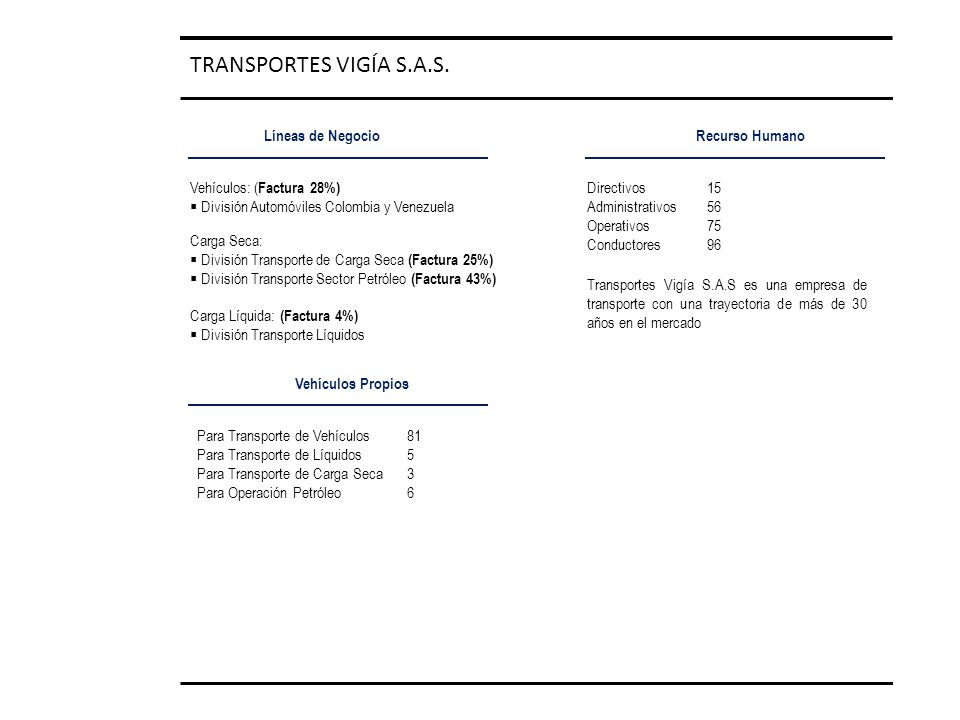 TRANSPORTES VIGÍA S.A.S.
Líneas de Negocio
Vehículos: (Factura 28%)
▪ División Automóviles Colombia y Venezuela
Carga Seca:
▪ División Transporte de Carga Seca (Factura 25%)
▪ División Transporte Sector Petróleo (Factura 43%)
Carga Líquida: (Factura 4%)
▪ División Transporte Líquidos
Vehículos Propios
Para Transporte de Vehículos 81
Para Transporte de Líquidos 5
Para Transporte de Carga Seca 3
Para Operación Petróleo 6
Recurso Humano
Directivos 15
Administrativos 56
Operativos 75
Conductores 96
Transportes Vigía S.A.S es una empresa de
transporte con una trayectoria de más de 30
años en el mercado